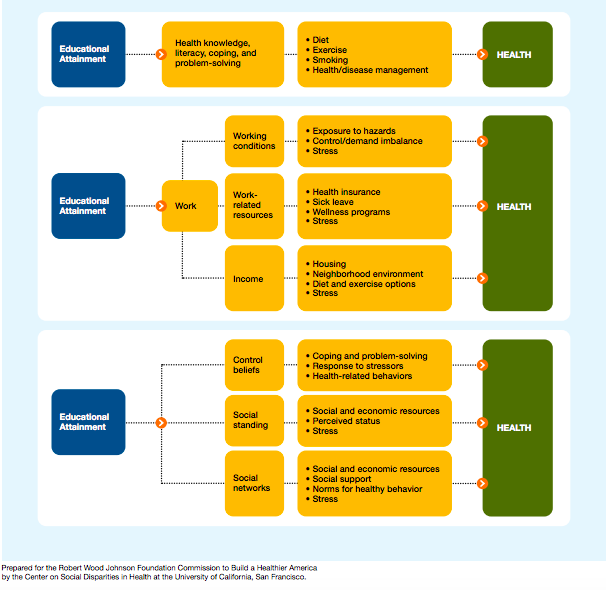 Educational
Attainment
Health knowledge,
literacy, coping, and
problem-solving
• Diet
• Exercise
• Smoking
• Health/disease management
HEALTH
Educational
Attainment
Work
Working
conditions
• Exposure to hazards
• Control/demand imbalance
• Stress
Work-
related
resources
• Health insurance
• Sick leave
• Wellness programs
• Stress
Income
• Housing
• Neighborhood environment
• Diet and exercise options
• Stress
HEALTH
Educational
Attainment
Control
beliefs
• Coping and problem-solving
• Response to stressors
• Health-related behaviors
Social
standing
• Social and economic resources
• Perceived status
• Stress
Social
networks
• Social and economic resources
• Social support
• Norms for healthy behavior
• Stress
HEALTH
Prepared for the Robert Wood Johnson Foundation Commission to Build a Healthier America
by the Center on Social Disparities in Health at the University of California, San Francisco.